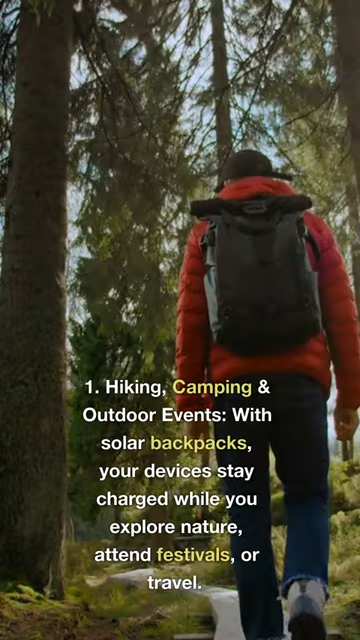 1. Hiking, Camping &
Outdoor Events: With
solar backpacks,
your devices stay
charged while you
explore nature,
attend festivals, or
travel.